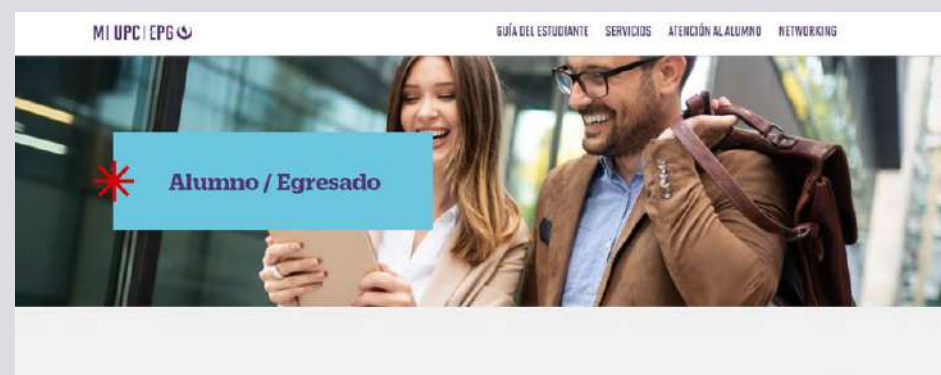 MI UPC | EPG
GUÍA DEL ESTUDIANTE SERVICIOS ATENCIÓN AL ALUMNO NETWORKING
Alumno / Egresado